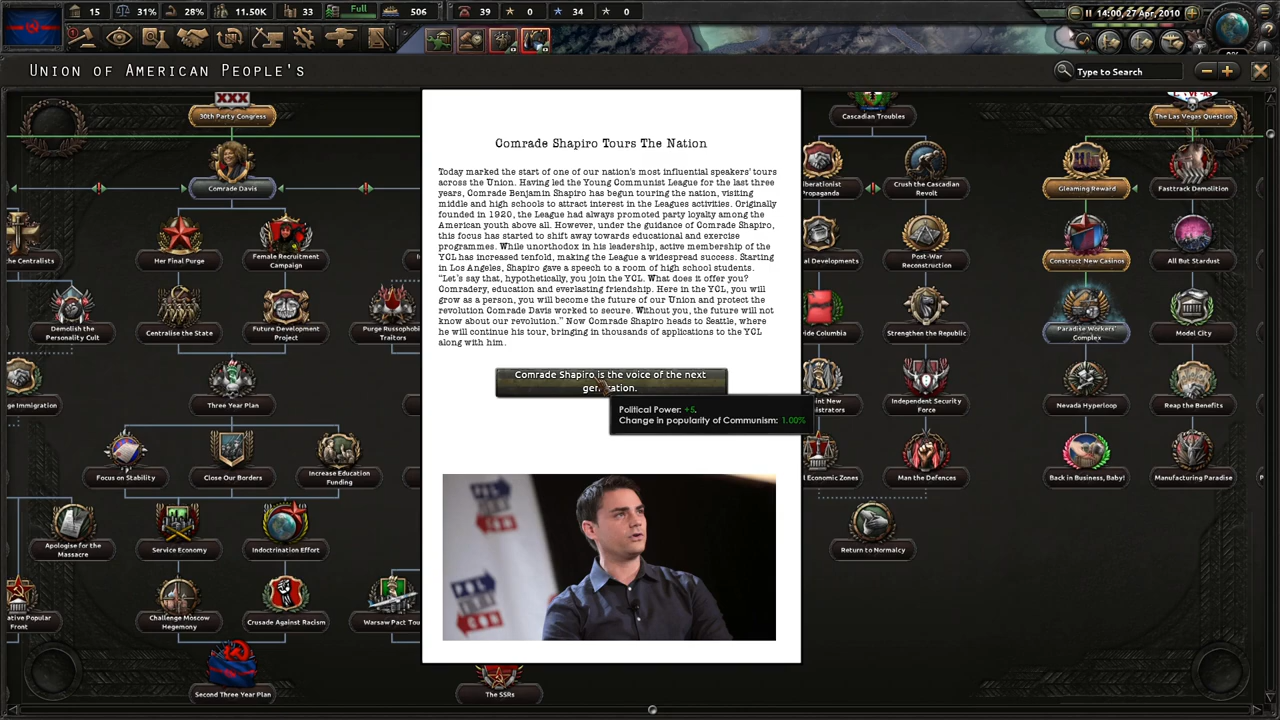 15 31% 28% 11.50K 33 Full 506 39 0 34 0 14:00, 27 Apr, 2010
Union of American People's
Type to Search
30th Party Congress
Cascadian Troubles
The Las Vegas Question
Comrade Davis
Crush the Cascadian Revolt
Gleaming Reward
Fasttrack Demolition
Her Final Purge
Female Recruitment Campaign
Post-War Reconstruction
Construct New Casinos
All But Stardust
Demolish the Personality Cult
Centralise the State
Future Development Project
Strengthen the Republic
Paradise Workers' Complex
Model City
Three Year Plan
Independent Security Force
Nevada Hyperloop
Reap the Benefits
Focus on Stability
Close Our Borders
Increase Education Funding
Man the Defences
Back in Business, Baby!
Manufacturing Paradise
Apologise for the Massacre
Service Economy
Indoctrination Effort
Return to Normalcy
Challenge Moscow Hegemony
Crusade Against Racism
Second Three Year Plan
The SSRs
Comrade Shapiro Tours The Nation
Today marked the start of one of our nation's most influential speakers' tours
across the Union. Having led the Young Communist League for the last three
years, Comrade Benjamin Shapiro has begun touring the nation, visiting
middle and high schools to attract interest in the Leagues activities. Originally
founded in 1920, the League had always promoted party loyalty among the
American youth above all. However, under the guidance of Comrade Shapiro,
this focus has started to shift away towards educational and exercise
programmes. While unorthodox in his leadership, active membership of the
YCL has increased tenfold, making the League a widespread success. Starting
in Los Angeles, Shapiro gave a speech to a room of high school students.
"Let's say that, hypothetically, you join the YCL. What does it offer you?
Comradery, education and everlasting friendship. Here in the YCL, you will
grow as a person, you will become the future of our Union and protect the
revolution Comrade Davis worked to secure. Without you, the future will not
know about our revolution." Now Comrade Shapiro heads to Seattle, where
he will continue his tour, bringing in thousands of applications to the YCL
along with him.
Comrade Shapiro is the voice of the next
generation.
Political Power: +5.
Change in popularity of Communism: 1.00%